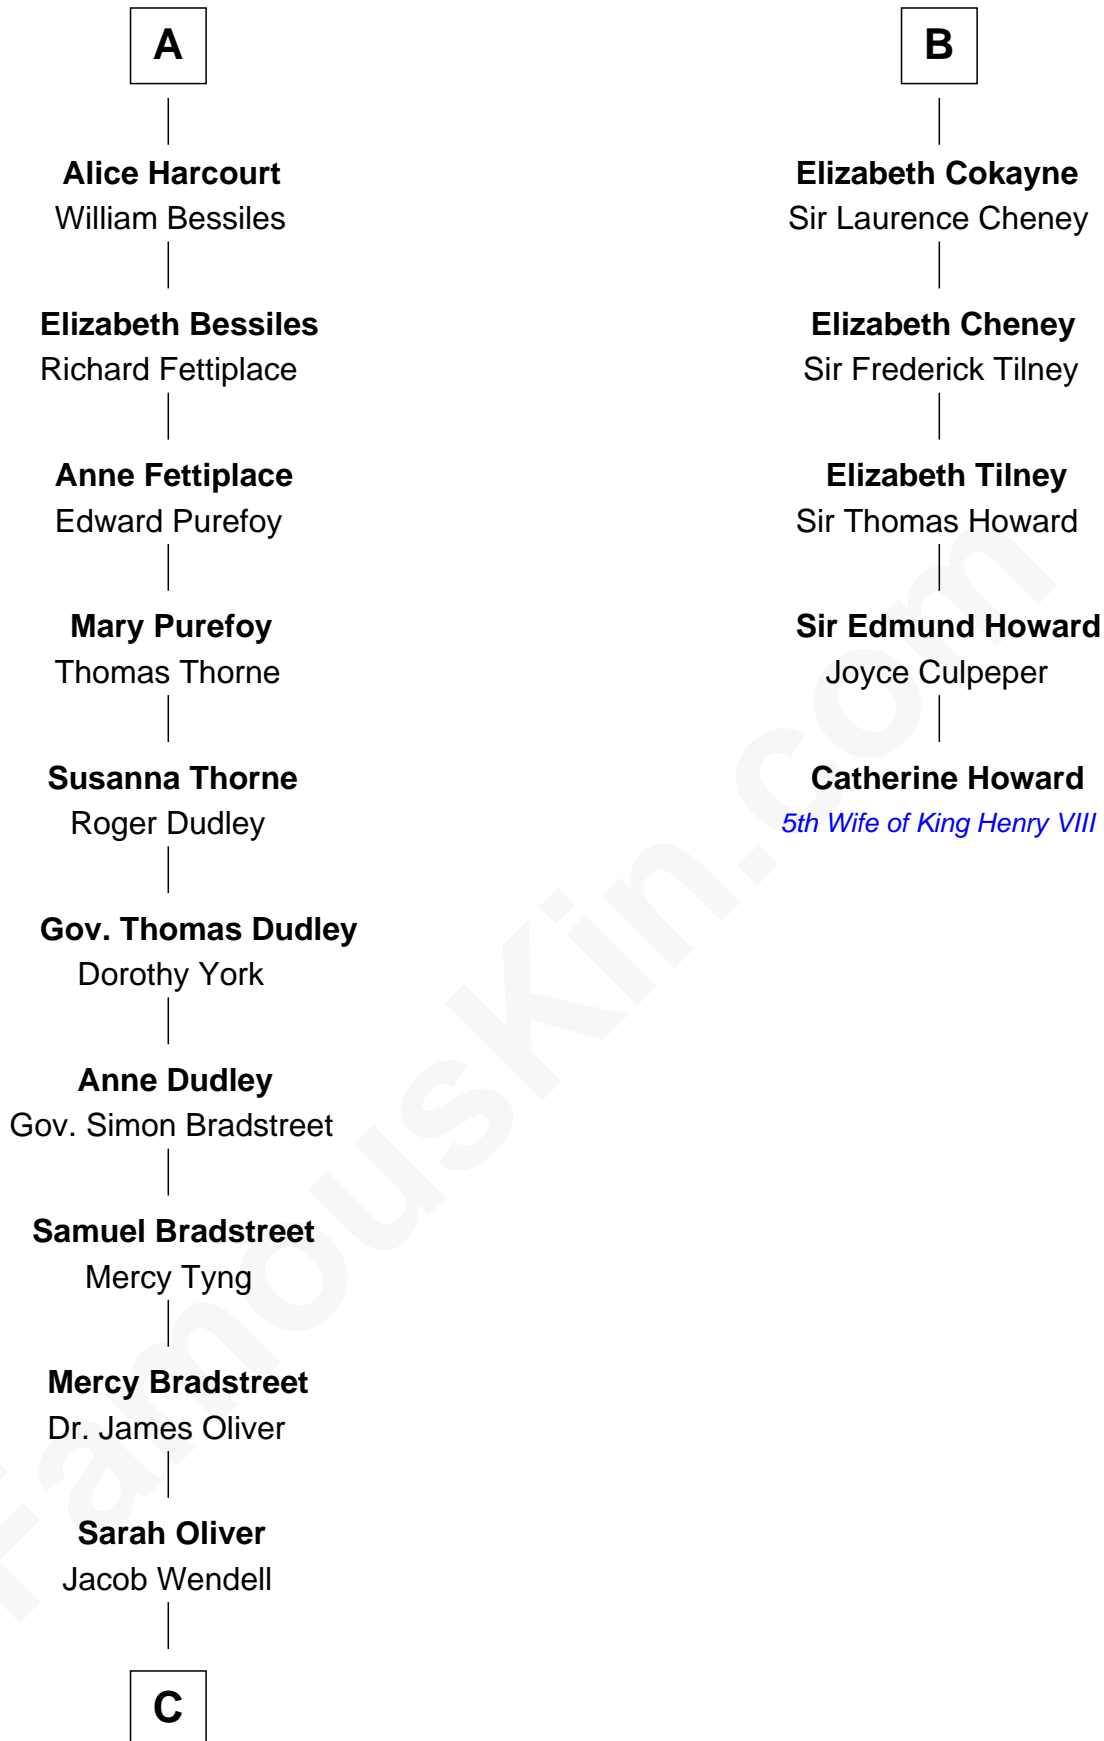 A
Alice Harcourt
William Bessiles
Elizabeth Bessiles
Richard Fettiplace
Anne Fettiplace
Edward Purefoy
Mary Purefoy
Thomas Thorne
Susanna Thorne
Roger Dudley
Gov. Thomas Dudley
Dorothy York
Anne Dudley
Gov. Simon Bradstreet
Samuel Bradstreet
Mercy Tyng
Mercy Bradstreet
Dr. James Oliver
Sarah Oliver
Jacob Wendell
C
B
Elizabeth Cokayne
Sir Laurence Cheney
Elizabeth Cheney
Sir Frederick Tilney
Elizabeth Tilney
Sir Thomas Howard
Sir Edmund Howard
Joyce Culpeper
Catherine Howard
5th Wife of King Henry VIII
FamousKin.com